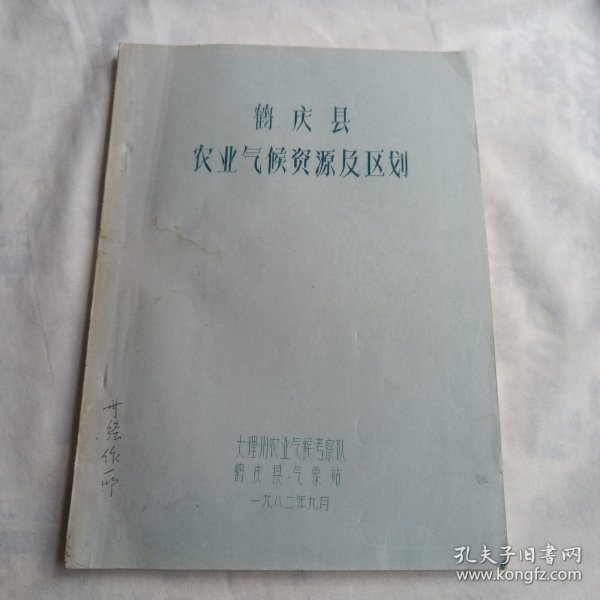 鹤庆县
农业气候资源及区划
大理州农业气候考察队
鹤庆县气象站
一九八二年九月
经作
孔夫子旧书网
www.kongfz.com